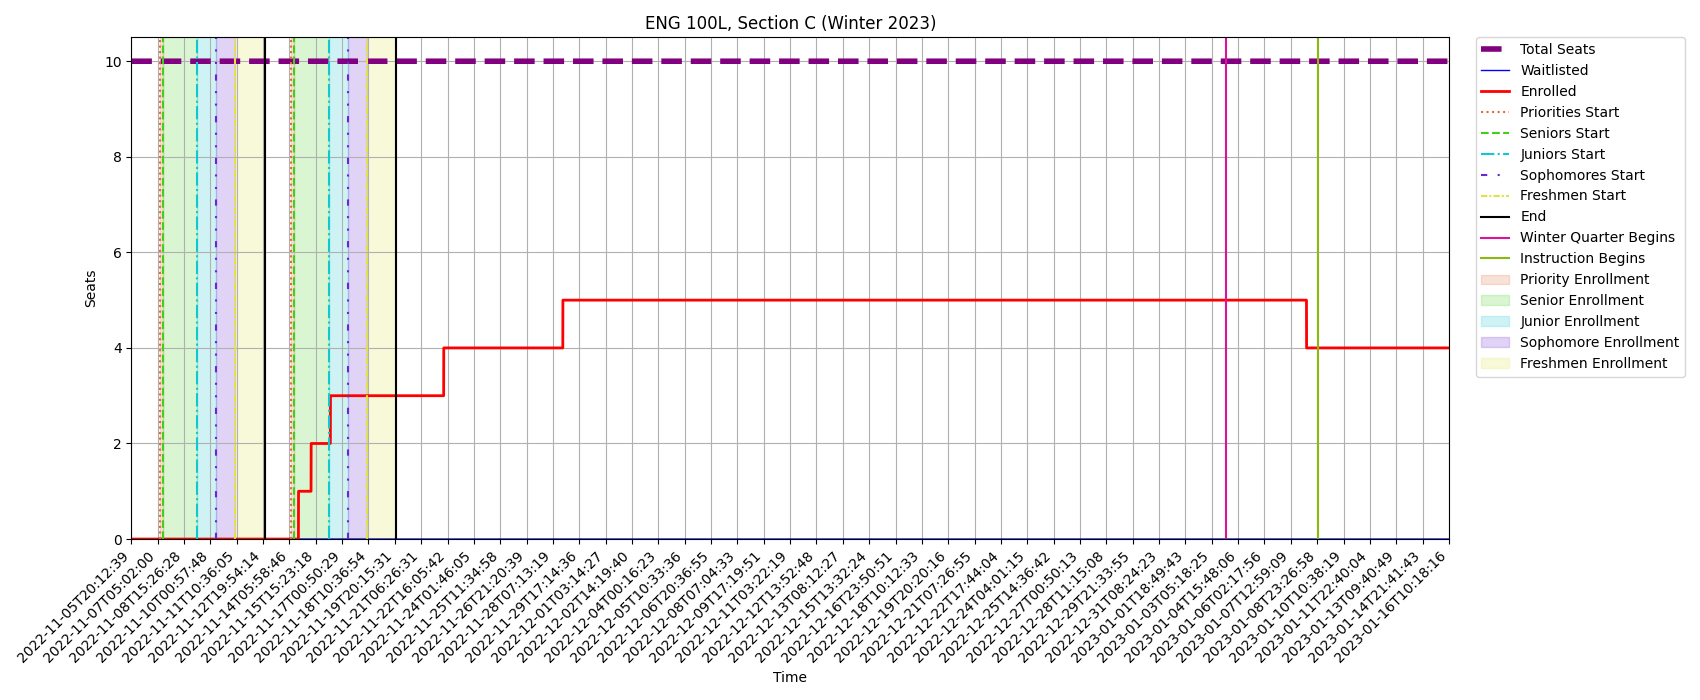 ENG 100L, Section C (Winter 2023)
10
8
6
4
2
0
Seats
2022-11-05T20:12:39
2022-11-07T05:02:00
2022-11-08T15:26:28
2022-11-10T00:57:48
2022-11-11T10:36:05
2022-11-12T19:54:14
2022-11-14T05:58:46
2022-11-15T15:23:18
2022-11-17T00:50:29
2022-11-18T10:36:54
2022-11-19T20:15:31
2022-11-21T06:26:31
2022-11-22T16:05:42
2022-11-24T01:46:05
2022-11-25T11:34:58
2022-11-26T21:20:39
2022-11-28T07:13:19
2022-11-29T17:14:36
2022-12-01T03:14:27
2022-12-02T14:19:40
2022-12-04T00:16:23
2022-12-05T10:33:36
2022-12-06T20:36:55
2022-12-08T07:04:33
2022-12-09T17:19:51
2022-12-11T03:22:19
2022-12-12T13:52:48
2022-12-13T08:12:27
2022-12-15T13:32:24
2022-12-16T23:50:51
2022-12-18T10:12:33
2022-12-19T20:20:16
2022-12-21T07:26:55
2022-12-22T17:44:04
2022-12-24T04:01:15
2022-12-25T14:36:42
2022-12-27T00:50:13
2022-12-28T11:15:08
2022-12-29T21:33:55
2022-12-31T08:24:23
2023-01-01T18:49:43
2023-01-03T05:18:25
2023-01-04T15:48:06
2023-01-06T02:17:56
2023-01-07T12:59:09
2023-01-08T23:26:58
2023-01-10T10:38:19
2023-01-11T22:40:04
2023-01-13T09:40:49
2023-01-14T21:41:43
2023-01-16T10:18:16
Time
Total Seats
Waitlisted
Enrolled
Priorities Start
Seniors Start
Juniors Start
Sophomores Start
Freshmen Start
End
Winter Quarter Begins
Instruction Begins
Priority Enrollment
Senior Enrollment
Junior Enrollment
Sophomore Enrollment
Freshmen Enrollment